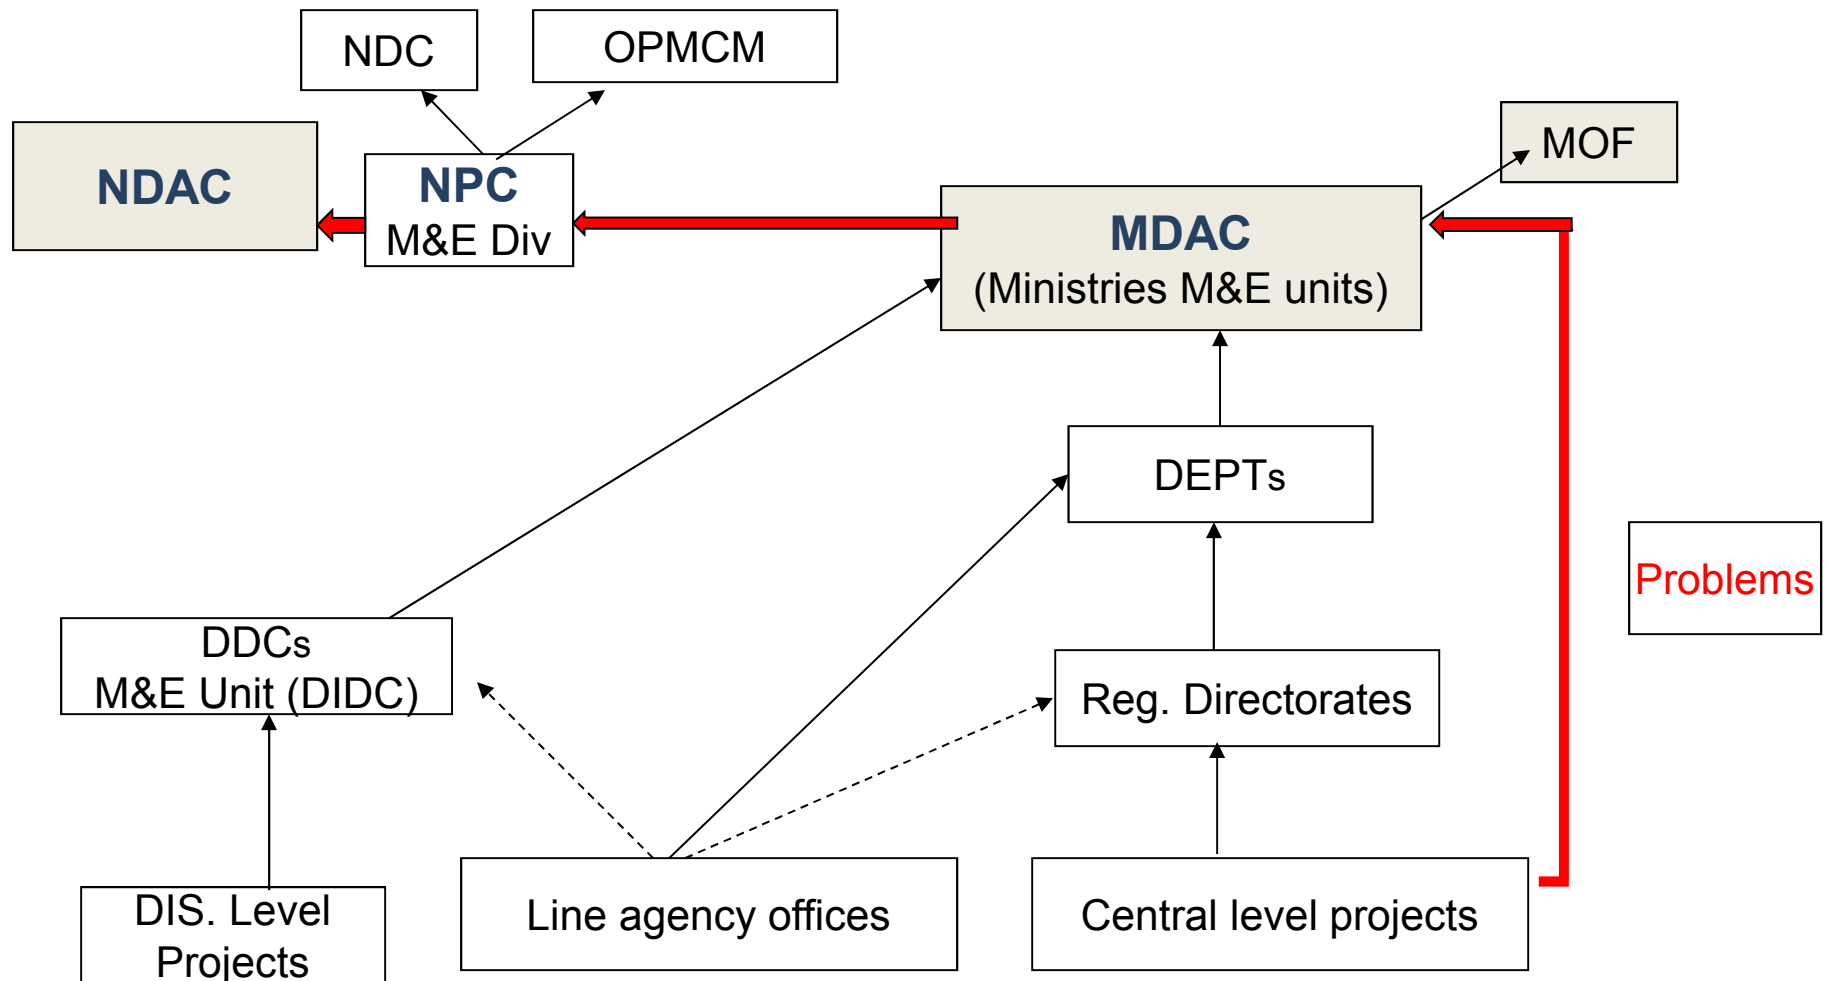 NDC
OPMCM
NDAC
NPC
M&E Div
MOF
MDAC
(Ministries M&E units)
DEPTs
Problems
DDCs
M&E Unit (DIDC)
Reg. Directorates
DIS. Level
Projects
Line agency offices
Central level projects